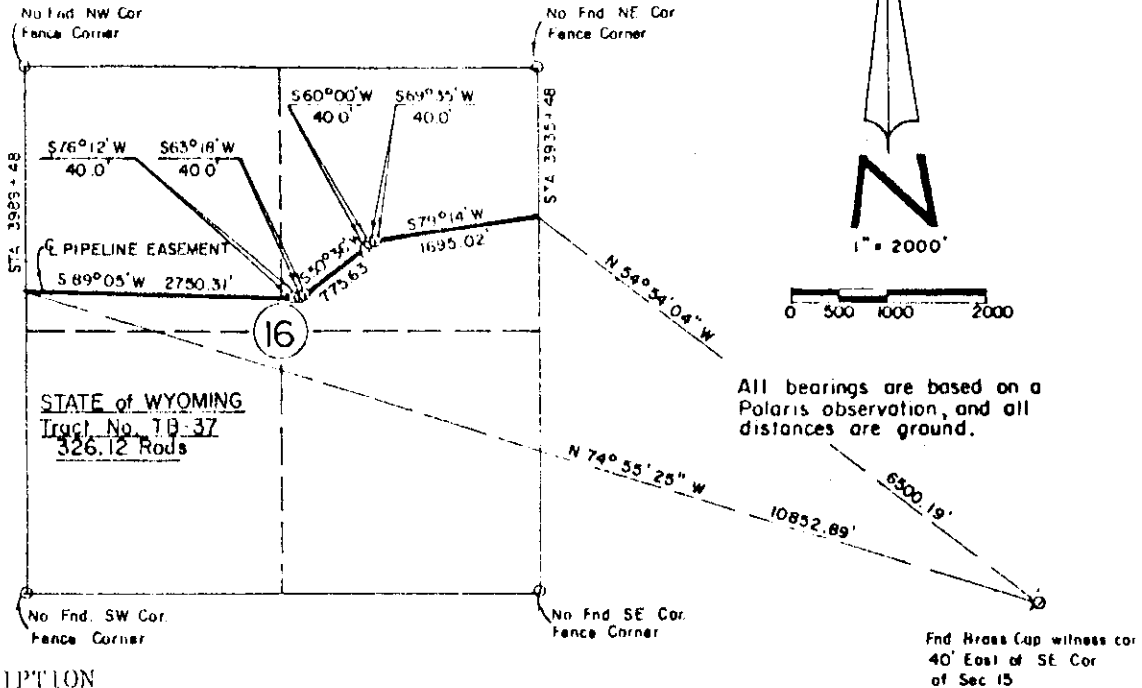 No Fnd NW Cor
Fence Corner
No Fnd NE Cor
Fence Corner
S60°00'W
40.0'
S69°35'W
40.0'
S76°12'W
40.0'
S63°18'W
40.0'
STA 3989+48
STA 3935+48
℄ PIPELINE EASEMENT
S 89°05'W 2750.31'
S50°36'W
775.63
S79°14'W
1695.02'
N
1" = 2000'
0 500 1000 2000
N 54°54'04" W
16
STATE of WYOMING
Tract No. TB-37
326.12 Rods
All bearings are based on a
Polaris observation, and all
distances are ground.
N 74°55'25" W
10852.89'
6500.19'
No Fnd. SW Cor.
Fence Corner
No Fnd SE Cor.
Fence Corner
Fnd Brass Cap witness cor
40' East of SE Cor
of Sec 15
IPTION